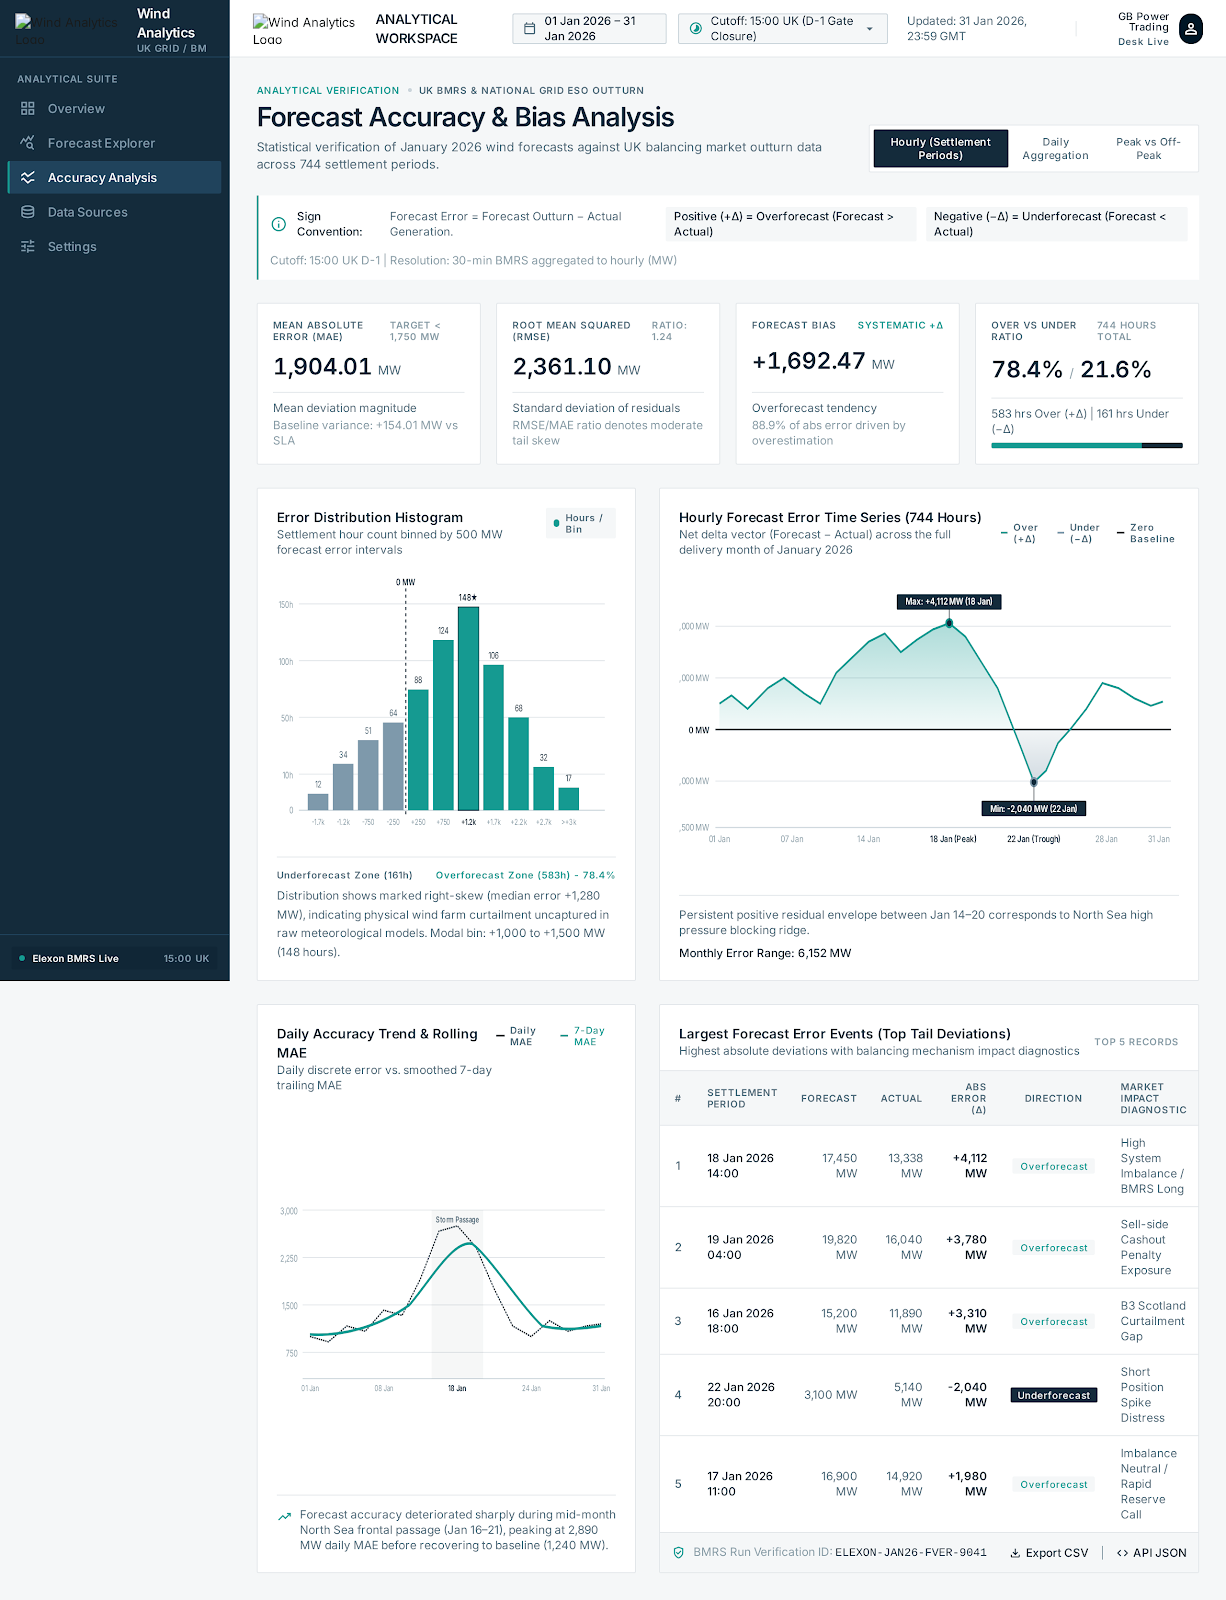 Wind Analytics Logo
Wind Analytics
UK GRID / BM
ANALYTICAL SUITE
Overview
Forecast Explorer
Accuracy Analysis
Data Sources
Settings
Elexon BMRS Live
15:00 UK
Wind Analytics Logo
ANALYTICAL WORKSPACE
01 Jan 2026 – 31 Jan 2026
Cutoff: 15:00 UK (D-1 Gate Closure)
Updated: 31 Jan 2026, 23:59 GMT
GB Power Trading
Desk Live
ANALYTICAL VERIFICATION • UK BMRS & NATIONAL GRID ESO OUTTURN
Forecast Accuracy & Bias Analysis
Statistical verification of January 2026 wind forecasts against UK balancing market outturn data
across 744 settlement periods.
Hourly (Settlement Periods)
Daily Aggregation
Peak vs Off-Peak
Sign Convention:
Forecast Error = Forecast Outturn − Actual Generation.
Positive (+Δ) = Overforecast (Forecast > Actual)
Negative (−Δ) = Underforecast (Forecast < Actual)
Cutoff: 15:00 UK D-1 | Resolution: 30-min BMRS aggregated to hourly (MW)
MEAN ABSOLUTE ERROR (MAE)
TARGET < 1,750 MW
1,904.01 MW
Mean deviation magnitude
Baseline variance: +154.01 MW vs SLA
ROOT MEAN SQUARED (RMSE)
RATIO: 1.24
2,361.10 MW
Standard deviation of residuals
RMSE/MAE ratio denotes moderate tail skew
FORECAST BIAS
SYSTEMATIC +Δ
+1,692.47 MW
Overforecast tendency
88.9% of abs error driven by overestimation
OVER VS UNDER RATIO
744 HOURS TOTAL
78.4% / 21.6%
583 hrs Over (+Δ) | 161 hrs Under (−Δ)
Error Distribution Histogram
Settlement hour count binned by 500 MW
forecast error intervals
Hours / Bin
0 MW
150h
100h
50h
10h
0
12
34
51
64
88
124
148★
106
68
32
17
-1.7k
-1.2k
-750
-250
+250
+750
+1.2k
+1.7k
+2.2k
+2.7k
>+3k
Underforecast Zone (161h)
Overforecast Zone (583h) - 78.4%
Distribution shows marked right-skew (median error +1,280
MW), indicating physical wind farm curtailment uncaptured in
raw meteorological models. Modal bin: +1,000 to +1,500 MW
(148 hours).
Hourly Forecast Error Time Series (744 Hours)
Net delta vector (Forecast − Actual) across the full
delivery month of January 2026
Over (+Δ)
Under (−Δ)
Zero Baseline
Max: +4,112 MW (18 Jan)
,000 MW
,000 MW
0 MW
,000 MW
,500 MW
Min: -2,040 MW (22 Jan)
01 Jan
07 Jan
14 Jan
18 Jan (Peak)
22 Jan (Trough)
28 Jan
31 Jan
Persistent positive residual envelope between Jan 14–20 corresponds to North Sea high
pressure blocking ridge.
Monthly Error Range: 6,152 MW
Daily Accuracy Trend & Rolling
MAE
Daily discrete error vs. smoothed 7-day
trailing MAE
Daily MAE
7-Day MAE
3,000
2,250
1,500
750
Storm Passage
01 Jan
08 Jan
18 Jan
24 Jan
31 Jan
Forecast accuracy deteriorated sharply during mid-month
North Sea frontal passage (Jan 16–21), peaking at 2,890
MW daily MAE before recovering to baseline (1,240 MW).
Largest Forecast Error Events (Top Tail Deviations)
Highest absolute deviations with balancing mechanism impact diagnostics
TOP 5 RECORDS
# SETTLEMENT PERIOD FORECAST ACTUAL ABS ERROR (Δ) DIRECTION MARKET IMPACT DIAGNOSTIC
1 18 Jan 2026 14:00 17,450 MW 13,338 MW +4,112 MW Overforecast High System Imbalance / BMRS Long
2 19 Jan 2026 04:00 19,820 MW 16,040 MW +3,780 MW Overforecast Sell-side Cashout Penalty Exposure
3 16 Jan 2026 18:00 15,200 MW 11,890 MW +3,310 MW Overforecast B3 Scotland Curtailment Gap
4 22 Jan 2026 20:00 3,100 MW 5,140 MW -2,040 MW Underforecast Short Position Spike Distress
5 17 Jan 2026 11:00 16,900 MW 14,920 MW +1,980 MW Overforecast Imbalance Neutral / Rapid Reserve Call
BMRS Run Verification ID: ELEXON-JAN26-FVER-9041
Export CSV
API JSON